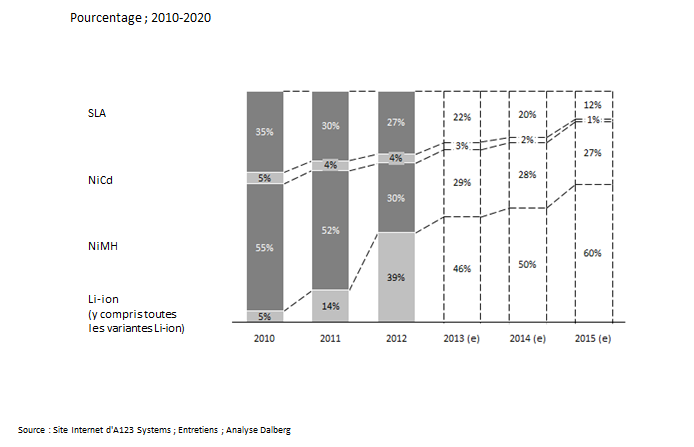 Pourcentage ; 2010-2020
SLA
NiCd
NiMH
Li-ion
(y compris toutes
les variantes Li-ion)
35% 30% 27% 22% 20% 12%
5% 4% 4% 3% 2% 1%
55% 52% 30% 29% 28% 27%
5% 14% 39% 46% 50% 60%
2010 2011 2012 2013 (e) 2014 (e) 2015 (e)
Source : Site Internet d'A123 Systems ; Entretiens ; Analyse Dalberg